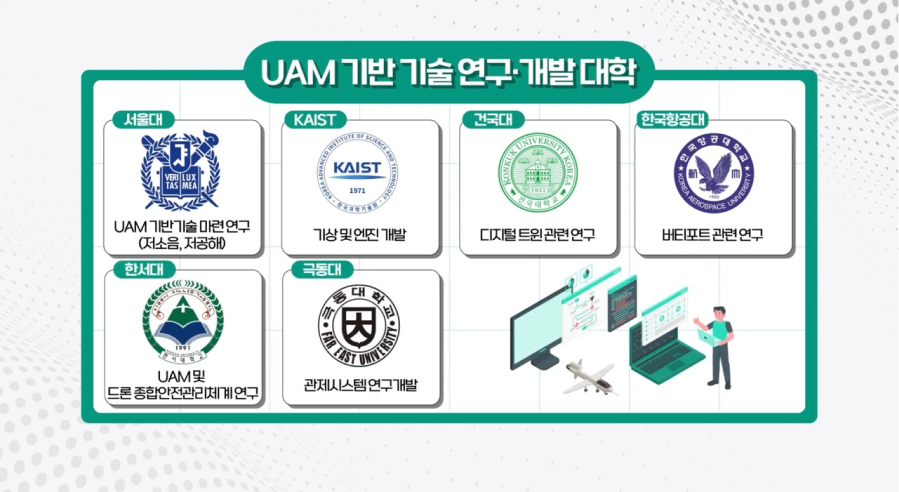 UAM 기반 기술 연구·개발 대학
서울대
VERI LUX
TAS MEA
UAM 기반기술 마련 연구
(저소음, 저공해)
KAIST
KOREA ADVANCED INSTITUTE OF SCIENCE AND TECHNOLOGY
KAIST
1971
한국과학기술원
기상 및 엔진 개발
건국대
KONKUK UNIVERSITY KOREA
1931
건국대학교
디지털 트윈 관련 연구
한국항공대
한국항공대학교
KOREA AEROSPACE UNIVERSITY
버티포트 관련 연구
한서대
1991
한서대학교
UAM 및
드론 종합안전관리체계 연구
극동대
극동대학교
FAR EAST UNIVERSITY
관제시스템 연구개발